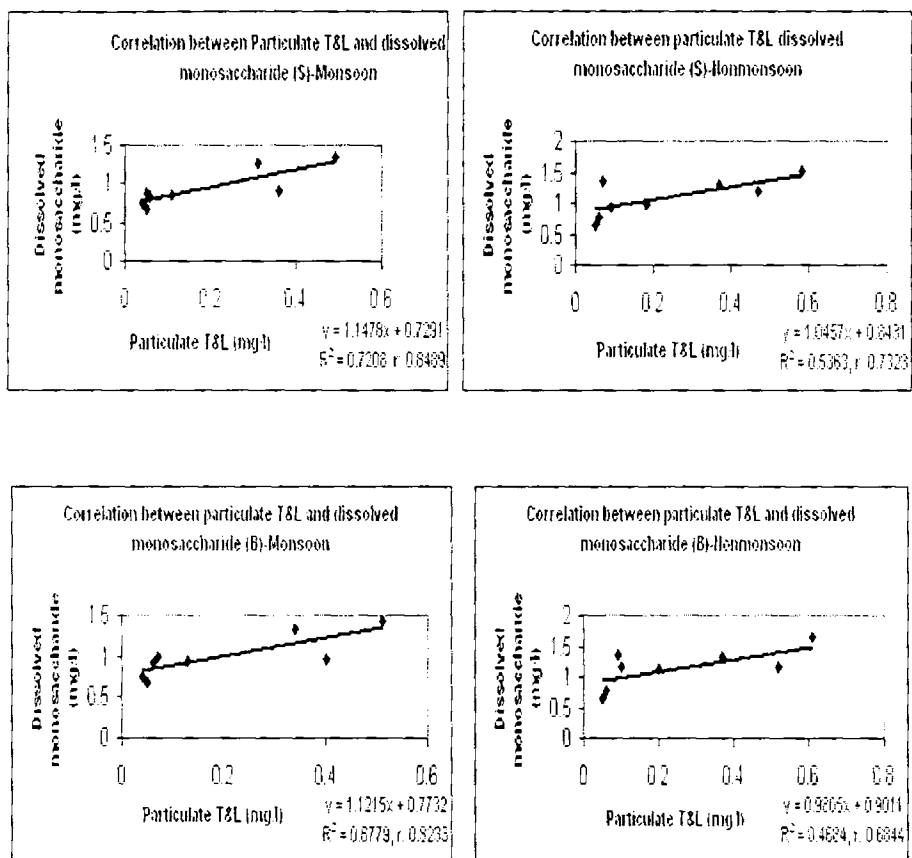 Correlation between Particulate T&L and dissolved
monosaccharide (S)-Monsoon
Dissolved
monosaccharide
(mg/l)
1.5
1
0.5
0
0 0.2 0.4 0.6
Particulate T&L (mg/l)
y = 1.1478x + 0.7291
R² = 0.7208, r 0.8489
Correlation between particulate T&L dissolved
monosaccharide (S)-Nonmonsoon
Dissolved
monosaccharide
(mg/l)
2
1.5
1
0.5
0
0 0.2 0.4 0.6 0.8
Particulate T&L (mg/l)
y = 1.0457x + 0.8431
R² = 0.5363, r. 0.7323
Correlation between particulate T&L and dissolved
monosaccharide (B)-Monsoon
Dissolved
monosaccharide
(mg/l)
1.5
1
0.5
0
0 0.2 0.4 0.6
Particulate T&L (mg/l)
y = 1.1215x + 0.7732
R² = 0.6779, r. 0.8233
Correlation between particulate T&L and dissolved
monosaccharide (B)-Nonmonsoon
Dissolved
monosaccharide
(mg/l)
2
1.5
1
0.5
0
0 0.2 0.4 0.6 0.8
Particulate T&L (mg/l)
y = 0.9805x + 0.9011
R² = 0.4684, r. 0.6844